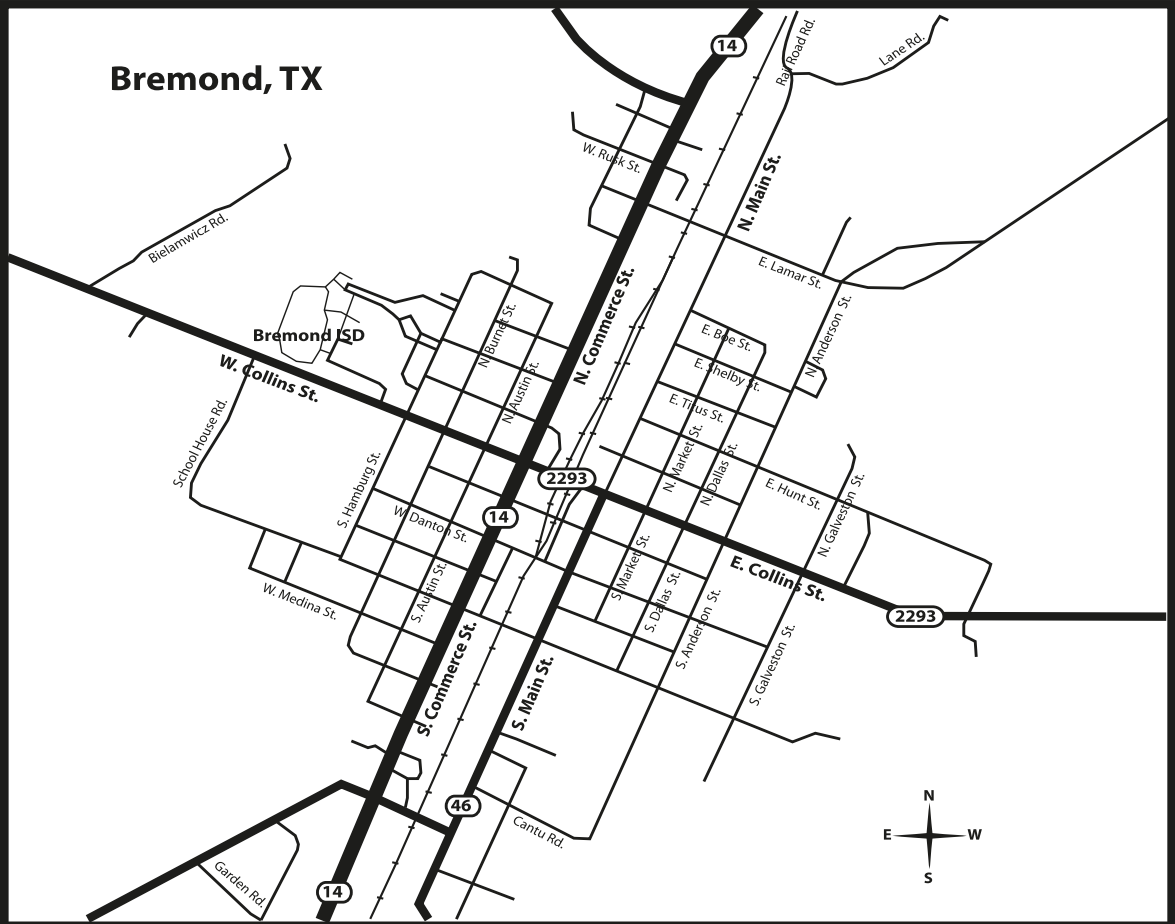 14
Rail Road Rd.
Lane Rd.
Bremond, TX
W. Rusk St.
N. Main St.
Bielamwicz Rd.
E. Lamar St.
N. Burnet St.
N. Commerce St.
N. Anderson St.
Bremond ISD
E. Boe St.
W. Collins St.
E. Shelby St.
N. Austin St.
E. Titus St.
School House Rd.
N. Market St.
N. Dallas St.
2293
S. Hamburg St.
E. Hunt St.
N. Galveston St.
14
W. Danton St.
S. Market St.
E. Collins St.
S. Austin St.
S. Dallas St.
W. Medina St.
S. Anderson St.
2293
S. Commerce St.
S. Galveston St.
S. Main St.
46
Cantu Rd.
N
E W
S
Garden Rd.
14